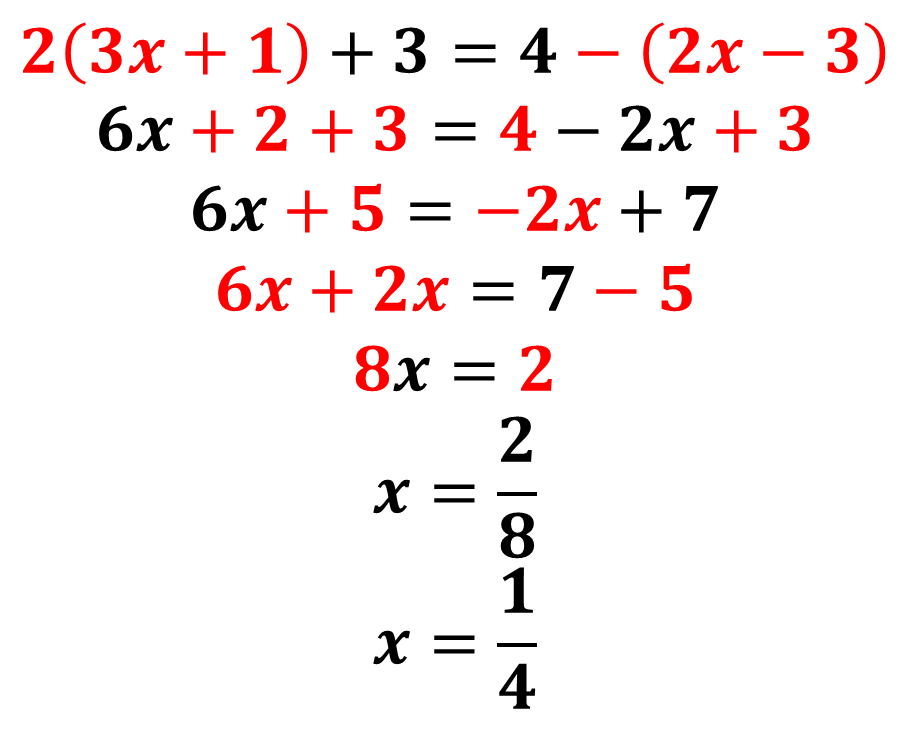 2(3x + 1) + 3 = 4 − (2x − 3)
6x + 2 + 3 = 4 − 2x + 3
6x + 5 = −2x + 7
6x + 2x = 7 − 5
8x = 2
x = 2/8
x = 1/4